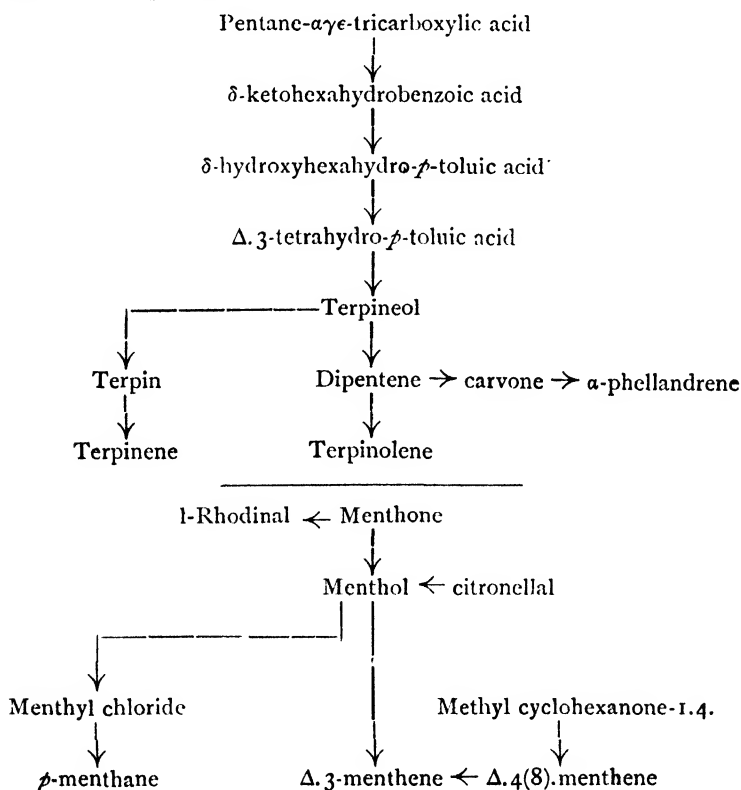 Pentane-αγε-tricarboxylic acid
δ-ketohexahydrobenzoic acid
δ-hydroxyhexahydro-p-toluic acid
Δ.3-tetrahydro-p-toluic acid
Terpineol
Terpin Dipentene → carvone → α-phellandrene
Terpinene Terpinolene
l-Rhodinal ← Menthone
Menthol ← citronellal
Menthyl chloride Methyl cyclohexanone-1.4.
p-menthane Δ.3-menthene ← Δ.4(8).menthene